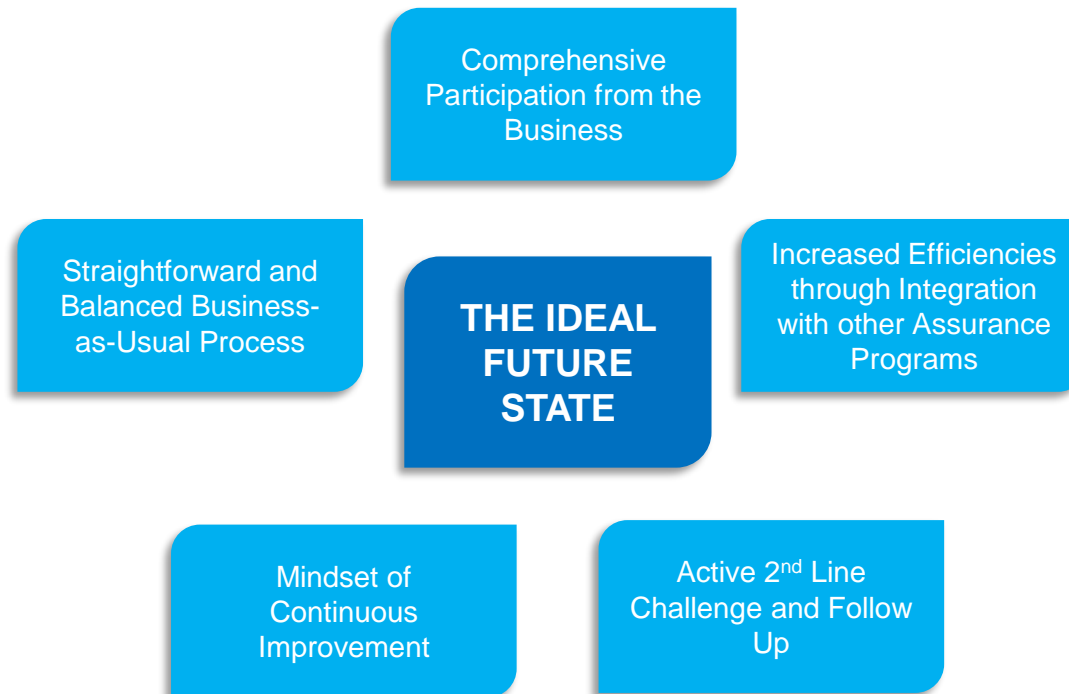 Comprehensive
Participation from the
Business
Straightforward and
Balanced Business-
as-Usual Process
THE IDEAL
FUTURE
STATE
Increased Efficiencies
through Integration
with other Assurance
Programs
Mindset of
Continuous
Improvement
Active 2nd Line
Challenge and Follow
Up